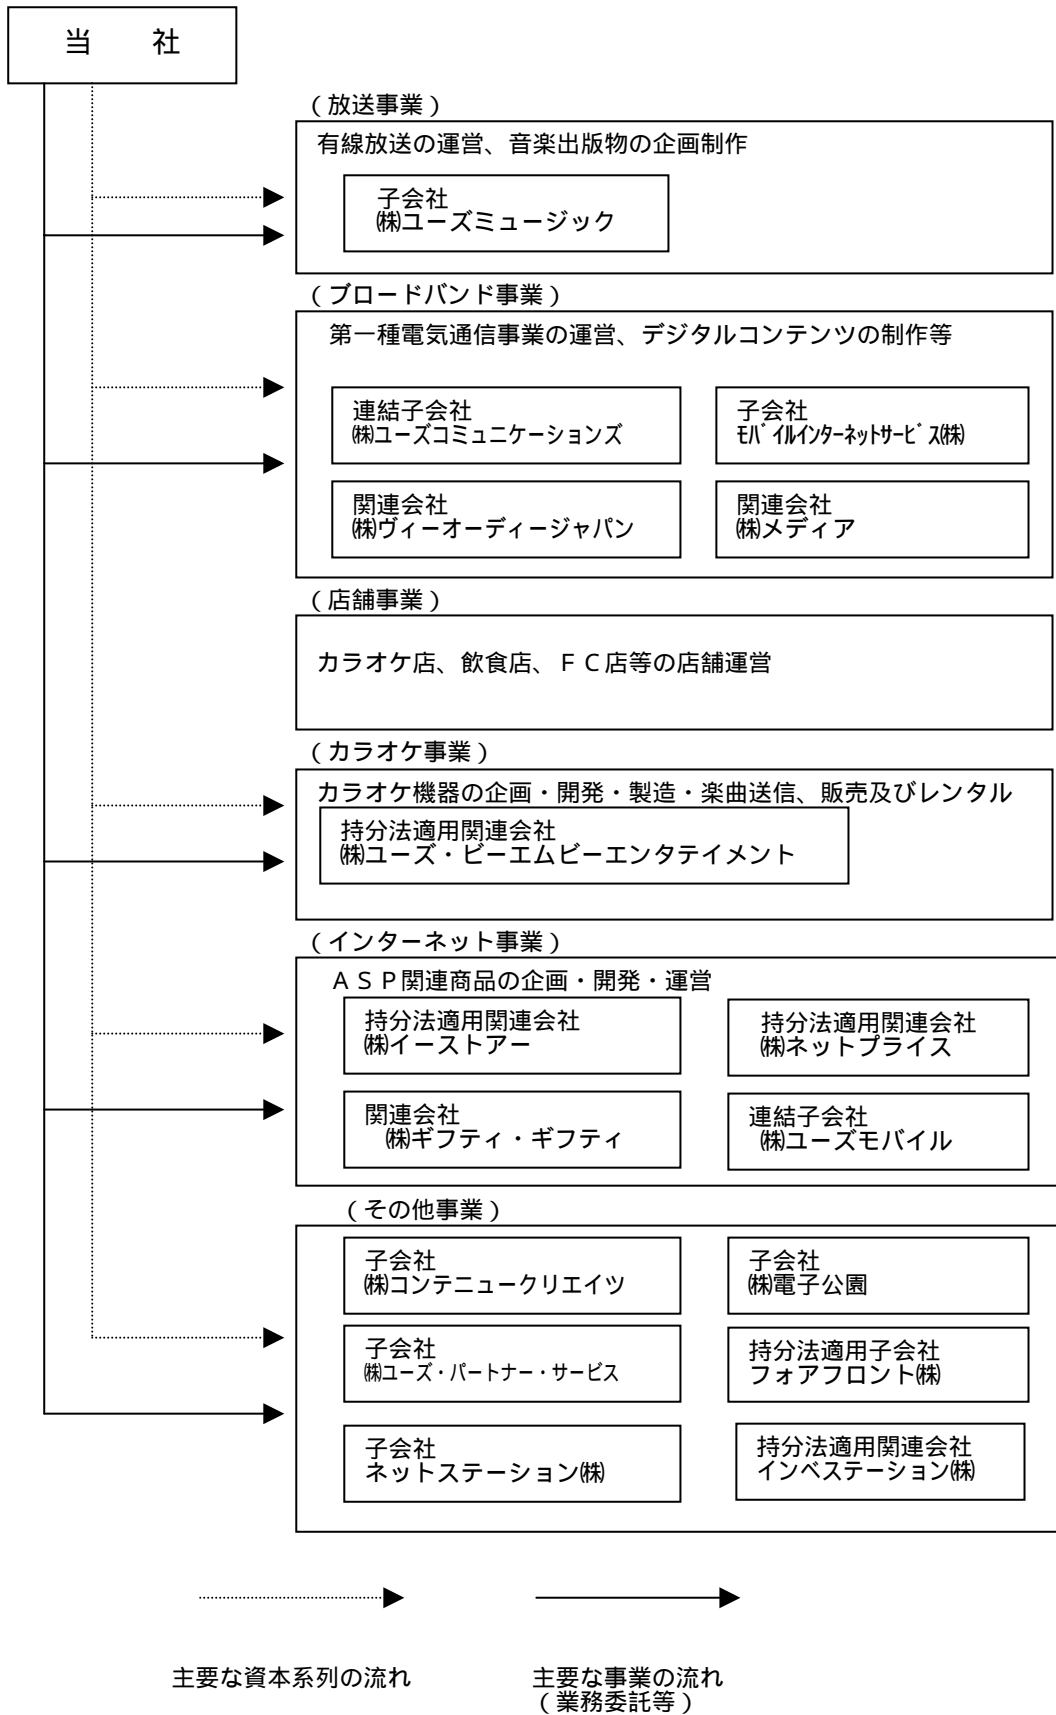 当　　社
（放送事業）
有線放送の運営、音楽出版物の企画制作
子会社
㈱ユーズミュージック
（ブロードバンド事業）
第一種電気通信事業の運営、デジタルコンテンツの制作等
連結子会社
㈱ユーズコミュニケーションズ
子会社
ﾓﾊﾞｲﾙｲﾝﾀｰﾈｯﾄｻｰﾋﾞｽ㈱
関連会社
㈱ヴィーオーディージャパン
関連会社
㈱メディア
（店舗事業）
カラオケ店、飲食店、ＦＣ店等の店舗運営
（カラオケ事業）
カラオケ機器の企画・開発・製造・楽曲送信、販売及びレンタル
持分法適用関連会社
㈱ユーズ・ビーエムビーエンタテイメント
（インターネット事業）
ＡＳＰ関連商品の企画・開発・運営
持分法適用関連会社
㈱イーストアー
持分法適用関連会社
㈱ネットプライス
関連会社
㈱ギフティ・ギフティ
連結子会社
㈱ユーズモバイル
（その他事業）
子会社
㈱コンテニュークリエイツ
子会社
㈱電子公園
子会社
㈱ユーズ・パートナー・サービス
持分法適用子会社
フォアフロント㈱
子会社
ネットステーション㈱
持分法適用関連会社
インベステーション㈱
主要な資本系列の流れ
主要な事業の流れ
（業務委託等）